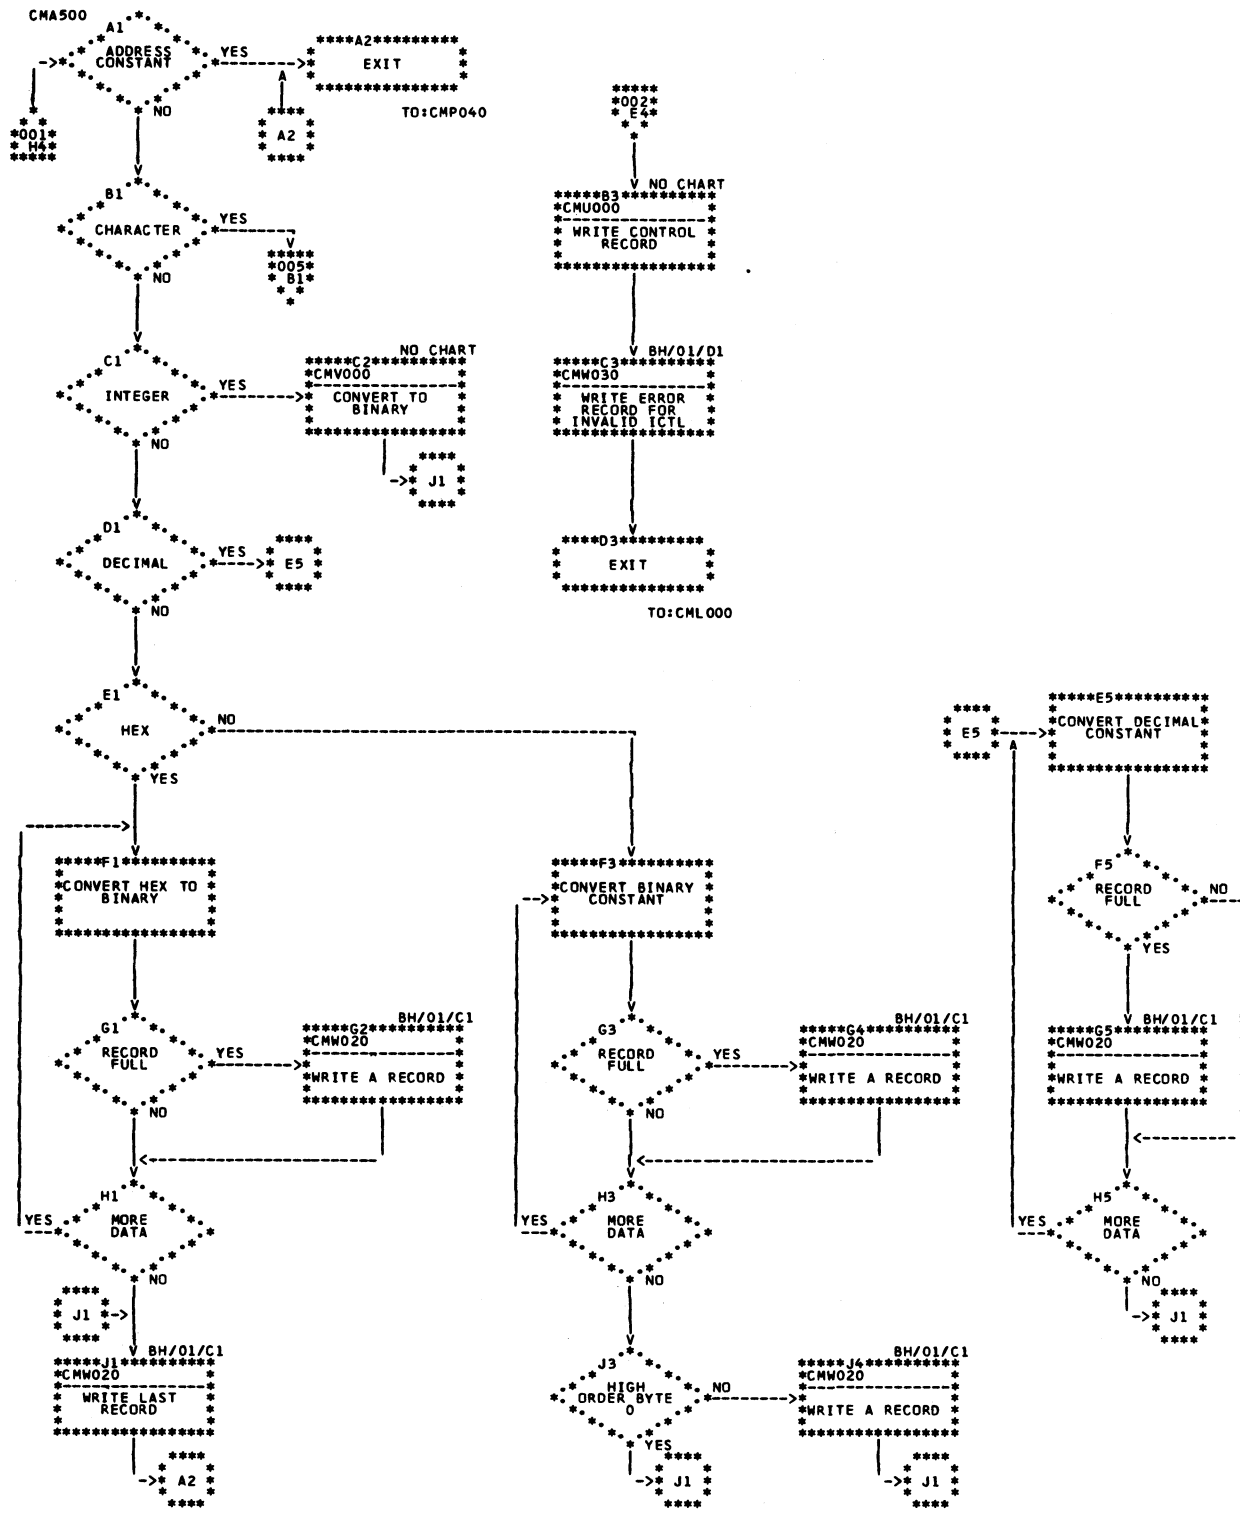 CMA500
A1
ADDRESS
CONSTANT
YES
NO
*****A2*********
EXIT
TO:CMP040
A
A2
*001*
H4
*002*
E4
B1
CHARACTER
YES
NO
*005*
B1
NO CHART
*****B3**********
*CMU000
WRITE CONTROL
RECORD
C1
INTEGER
YES
NO
NO CHART
*****C2**********
*CMV000
CONVERT TO
BINARY
J1
BH/01/D1
*****C3**********
*CMW030
WRITE ERROR
RECORD FOR
INVALID ICTL
D1
DECIMAL
YES
NO
E5
****D3*********
EXIT
TO:CML000
E1
HEX
NO
YES
E5
A
*****E5**********
*CONVERT DECIMAL*
CONSTANT
*****F1**********
*CONVERT HEX TO *
BINARY
*****F3**********
*CONVERT BINARY *
CONSTANT
F5
RECORD
FULL
NO
YES
G1
RECORD
FULL
YES
NO
BH/01/C1
*****G2**********
*CMW020
*WRITE A RECORD *
G3
RECORD
FULL
YES
NO
BH/01/C1
*****G4**********
*CMW020
*WRITE A RECORD *
BH/01/C1
*****G5**********
*CMW020
*WRITE A RECORD *
H1
MORE
DATA
YES
NO
H3
MORE
DATA
YES
NO
H5
MORE
DATA
YES
NO
J1
J1
BH/01/C1
*****J1**********
*CMW020
WRITE LAST
RECORD
A2
J3
HIGH
ORDER BYTE
0
NO
YES
J1
BH/01/C1
*****J4**********
*CMW020
*WRITE A RECORD *
J1